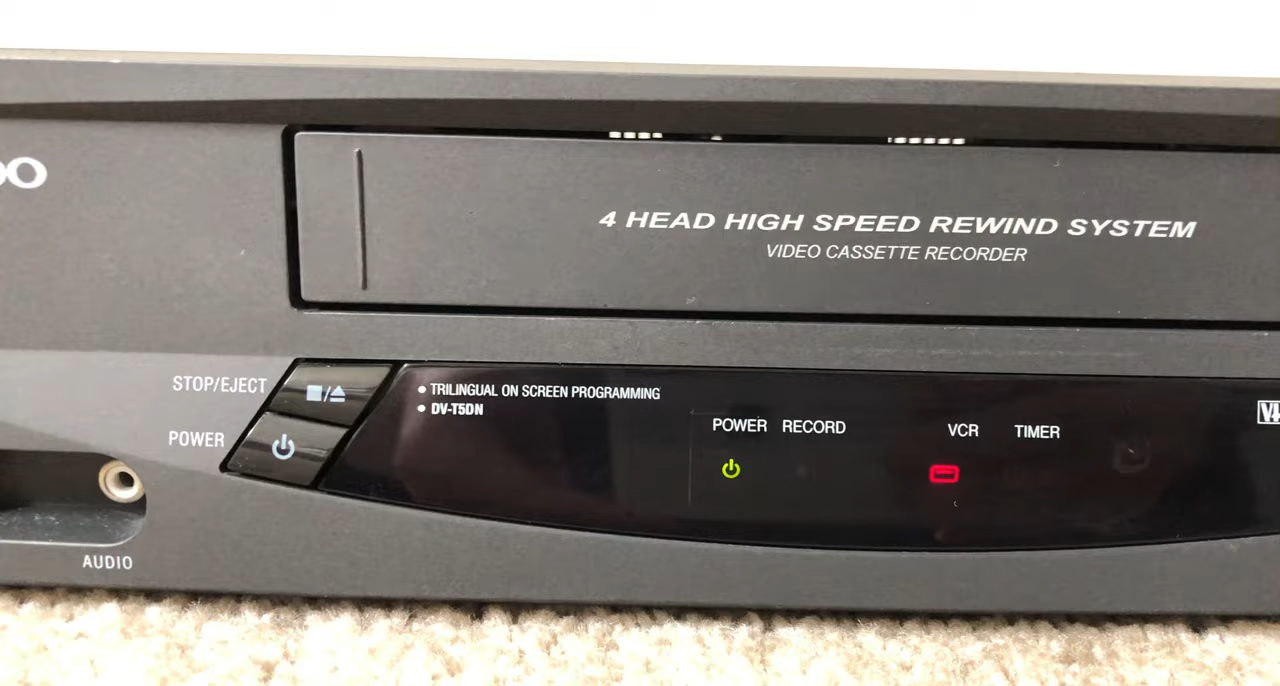 4 HEAD HIGH SPEED REWIND SYSTEM
VIDEO CASSETTE RECORDER
STOP/EJECT
POWER
• TRILINGUAL ON SCREEN PROGRAMMING
• DV-T5DN
POWER RECORD VCR TIMER
AUDIO